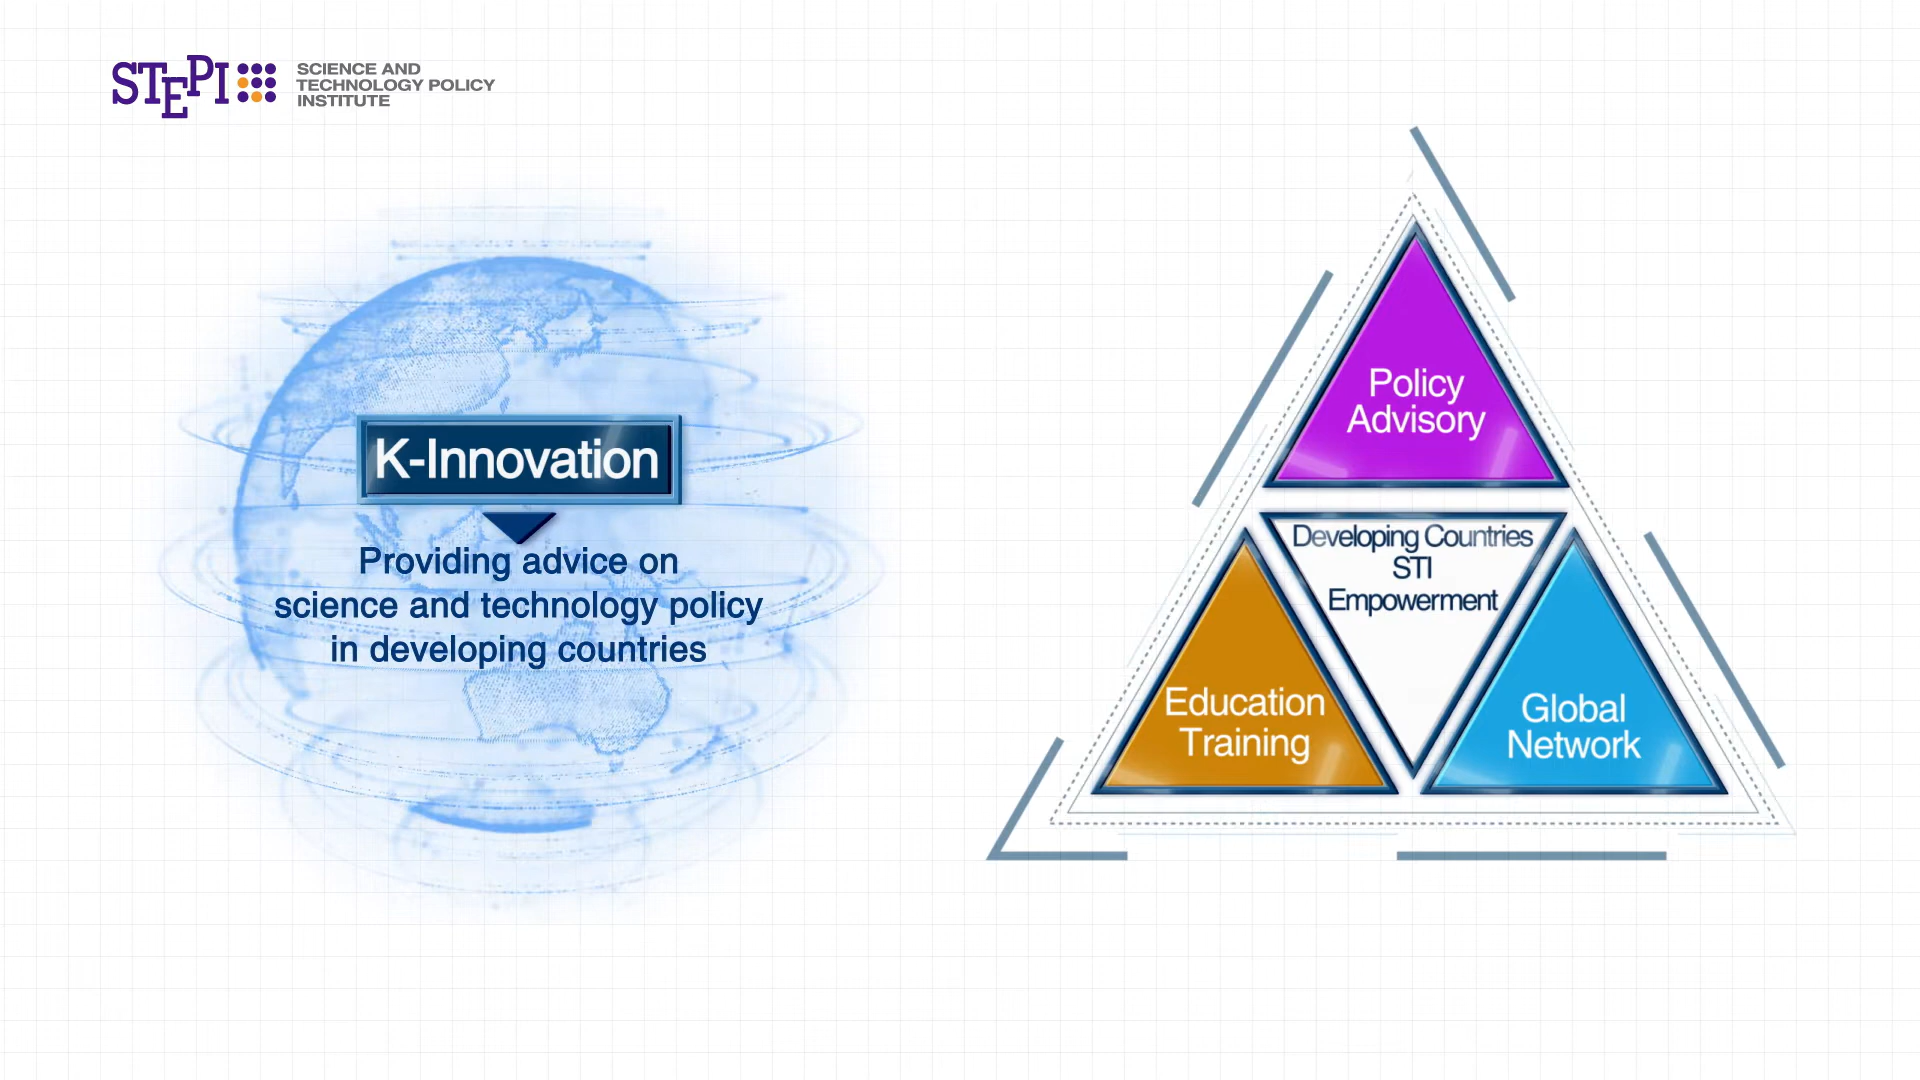 STEPI
SCIENCE AND
TECHNOLOGY POLICY
INSTITUTE
K-Innovation
Providing advice on
science and technology policy
in developing countries
Policy
Advisory
Developing Countries
STI
Empowerment
Education
Training
Global
Network